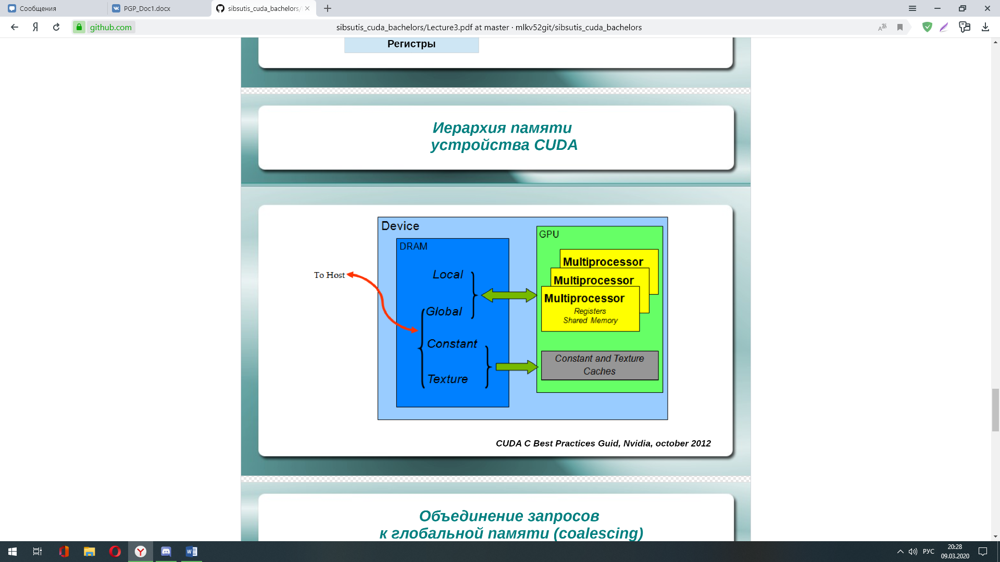 Сообщения
PGP_Doc1.docx
sibsutis_cuda_bachelors/
github.com
sibsutis_cuda_bachelors/Lecture3.pdf at master · mlkv52git/sibsutis_cuda_bachelors
Регистры
Иерархия памяти
устройства CUDA
Device
DRAM
GPU
Local
Global
Constant
Texture
To Host
Multiprocessor
Multiprocessor
Multiprocessor
Registers
Shared Memory
Constant and Texture
Caches
CUDA C Best Practices Guid, Nvidia, october 2012
Объединение запросов
к глобальной памяти (coalescing)
РУС
20:28
09.03.2020